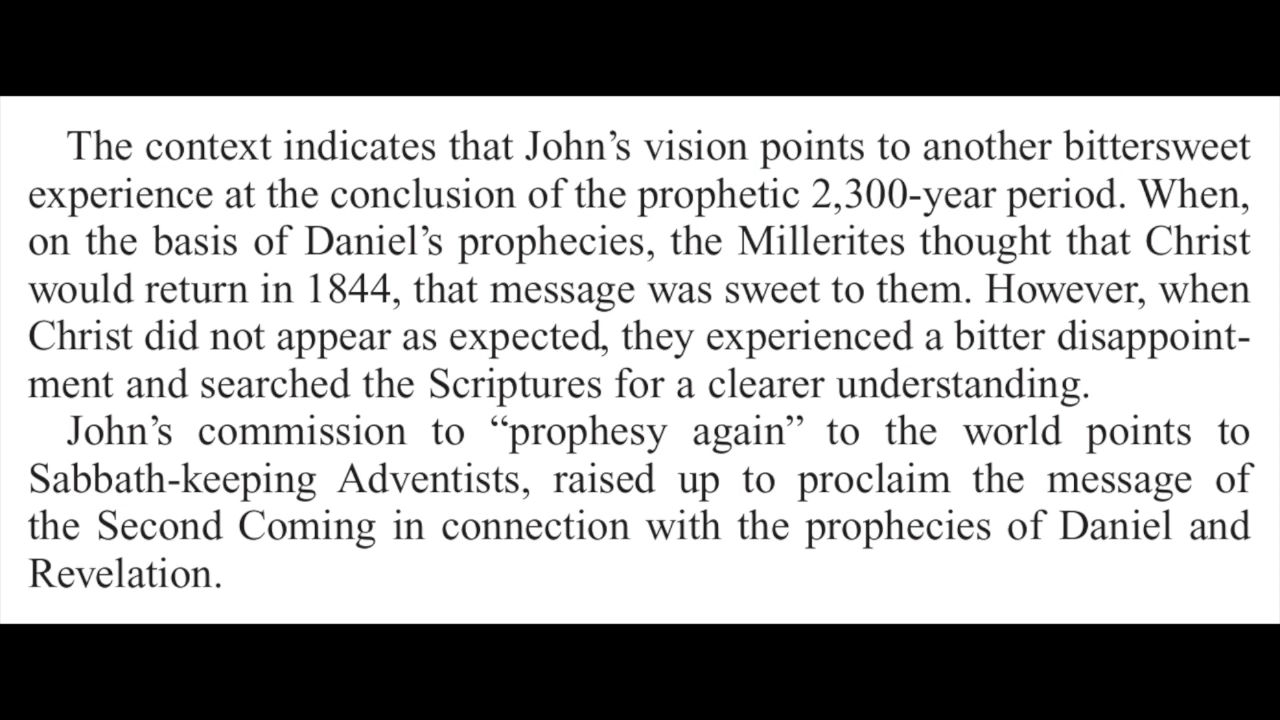 The context indicates that John’s vision points to another bittersweet
experience at the conclusion of the prophetic 2,300-year period. When,
on the basis of Daniel’s prophecies, the Millerites thought that Christ
would return in 1844, that message was sweet to them. However, when
Christ did not appear as expected, they experienced a bitter disappoint-
ment and searched the Scriptures for a clearer understanding.
John’s commission to “prophesy again” to the world points to
Sabbath-keeping Adventists, raised up to proclaim the message of
the Second Coming in connection with the prophecies of Daniel and
Revelation.